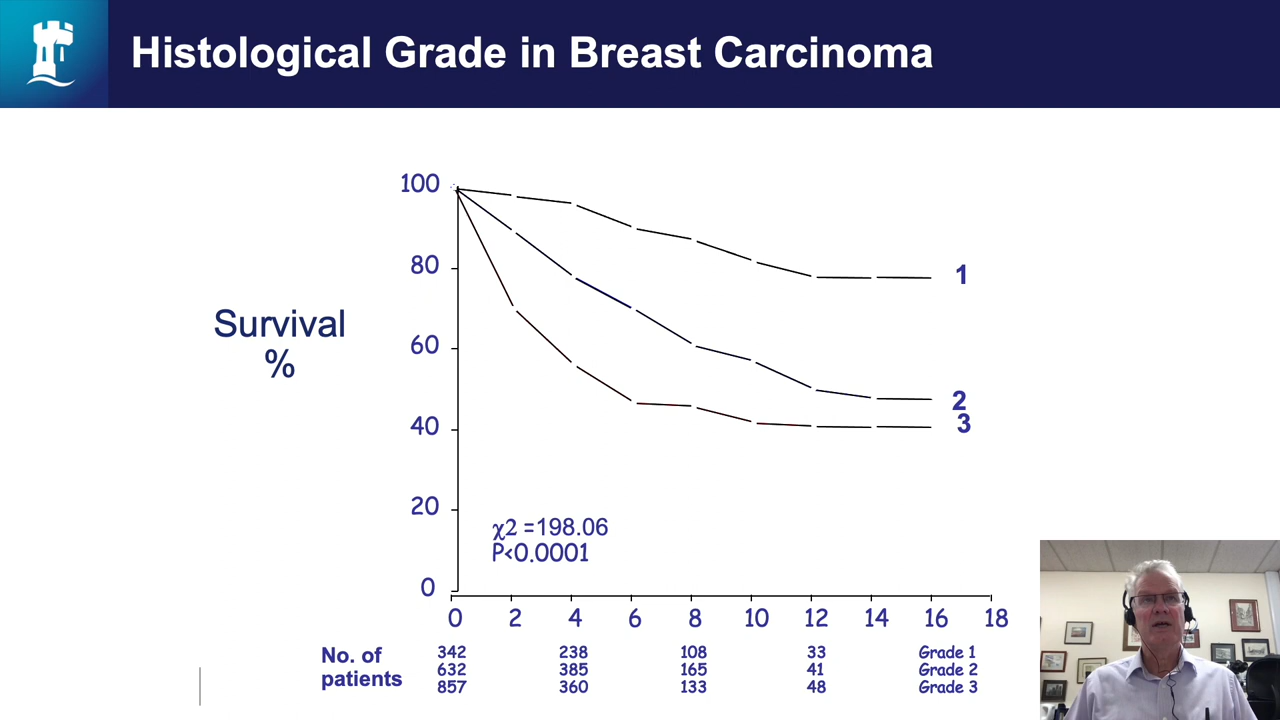 Histological Grade in Breast Carcinoma
100
80
60
40
20
0
Survival
%
1
2
3
χ2 =198.06
P<0.0001
0 2 4 6 8 10 12 14 16 18
No. of
patients
342 238 108 33 Grade 1
632 385 165 41 Grade 2
857 360 133 48 Grade 3